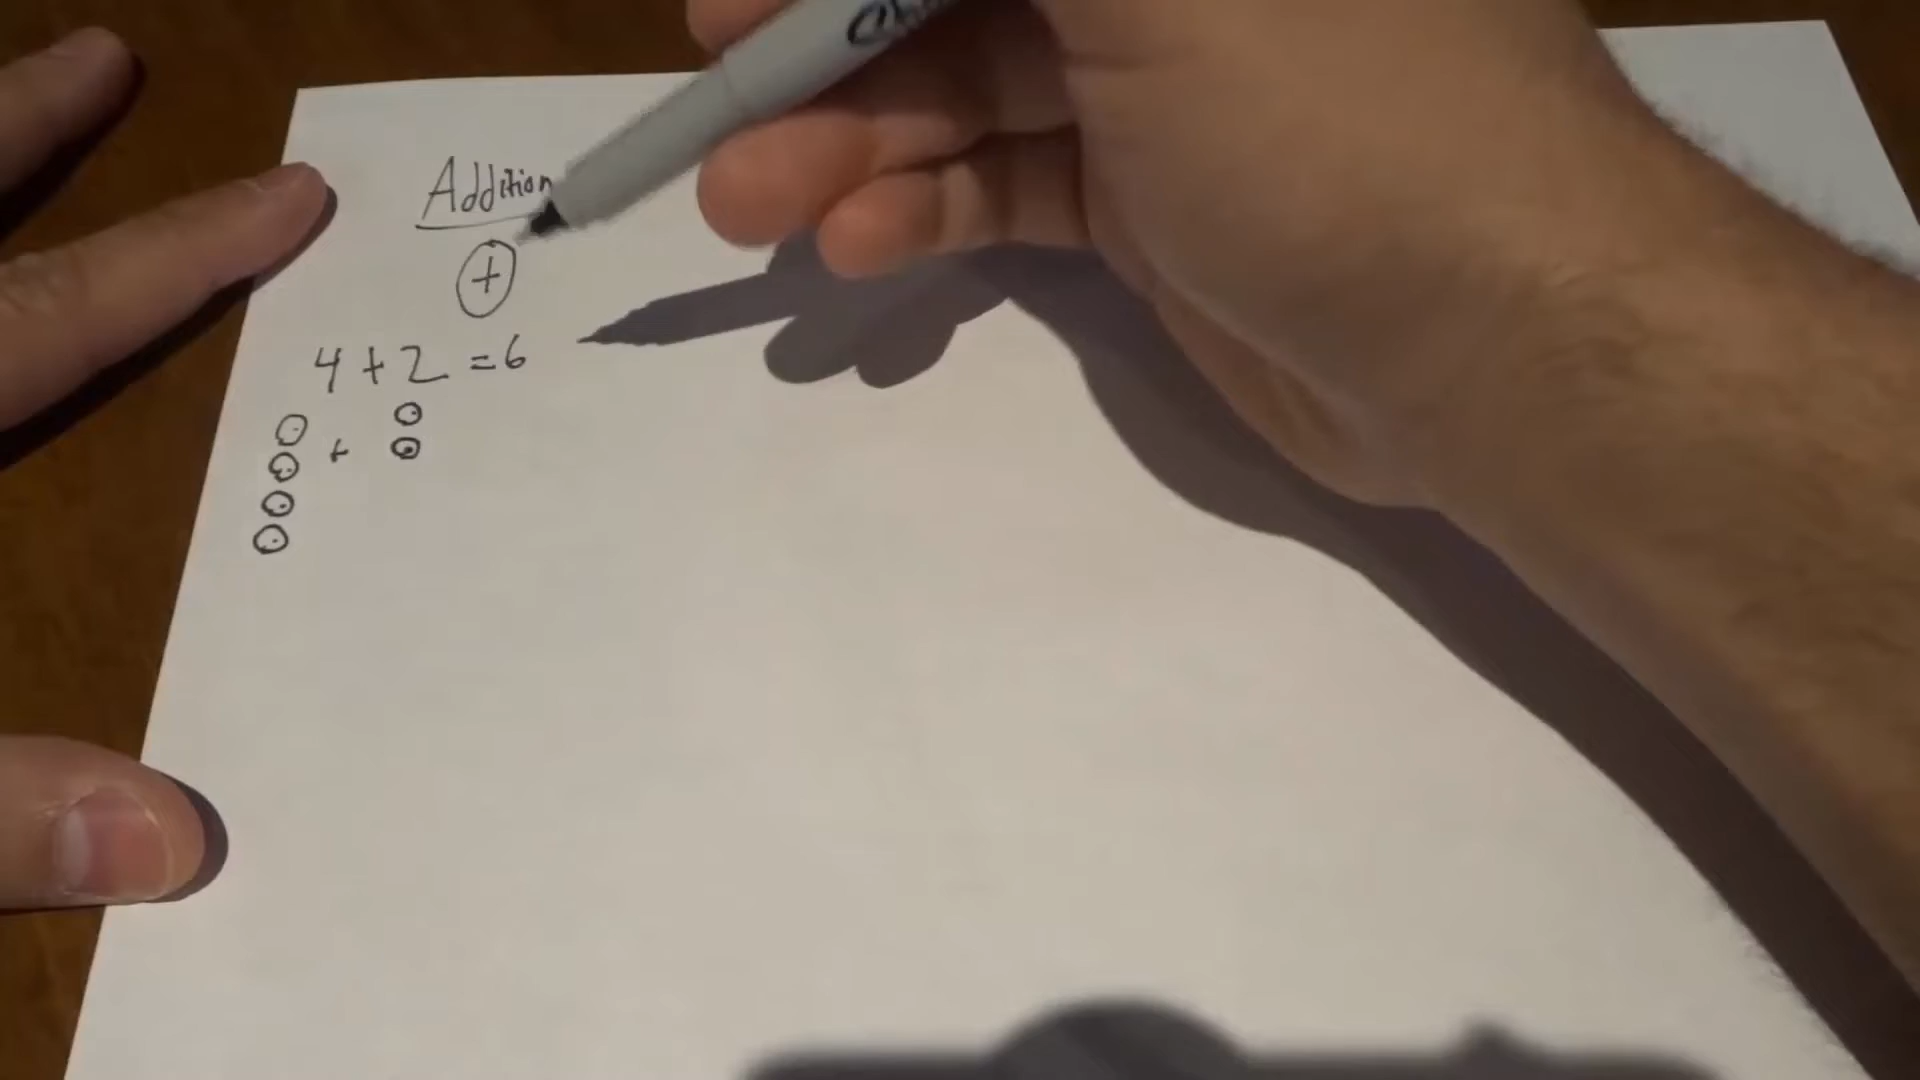 Addition
+
4 + 2 = 6
+